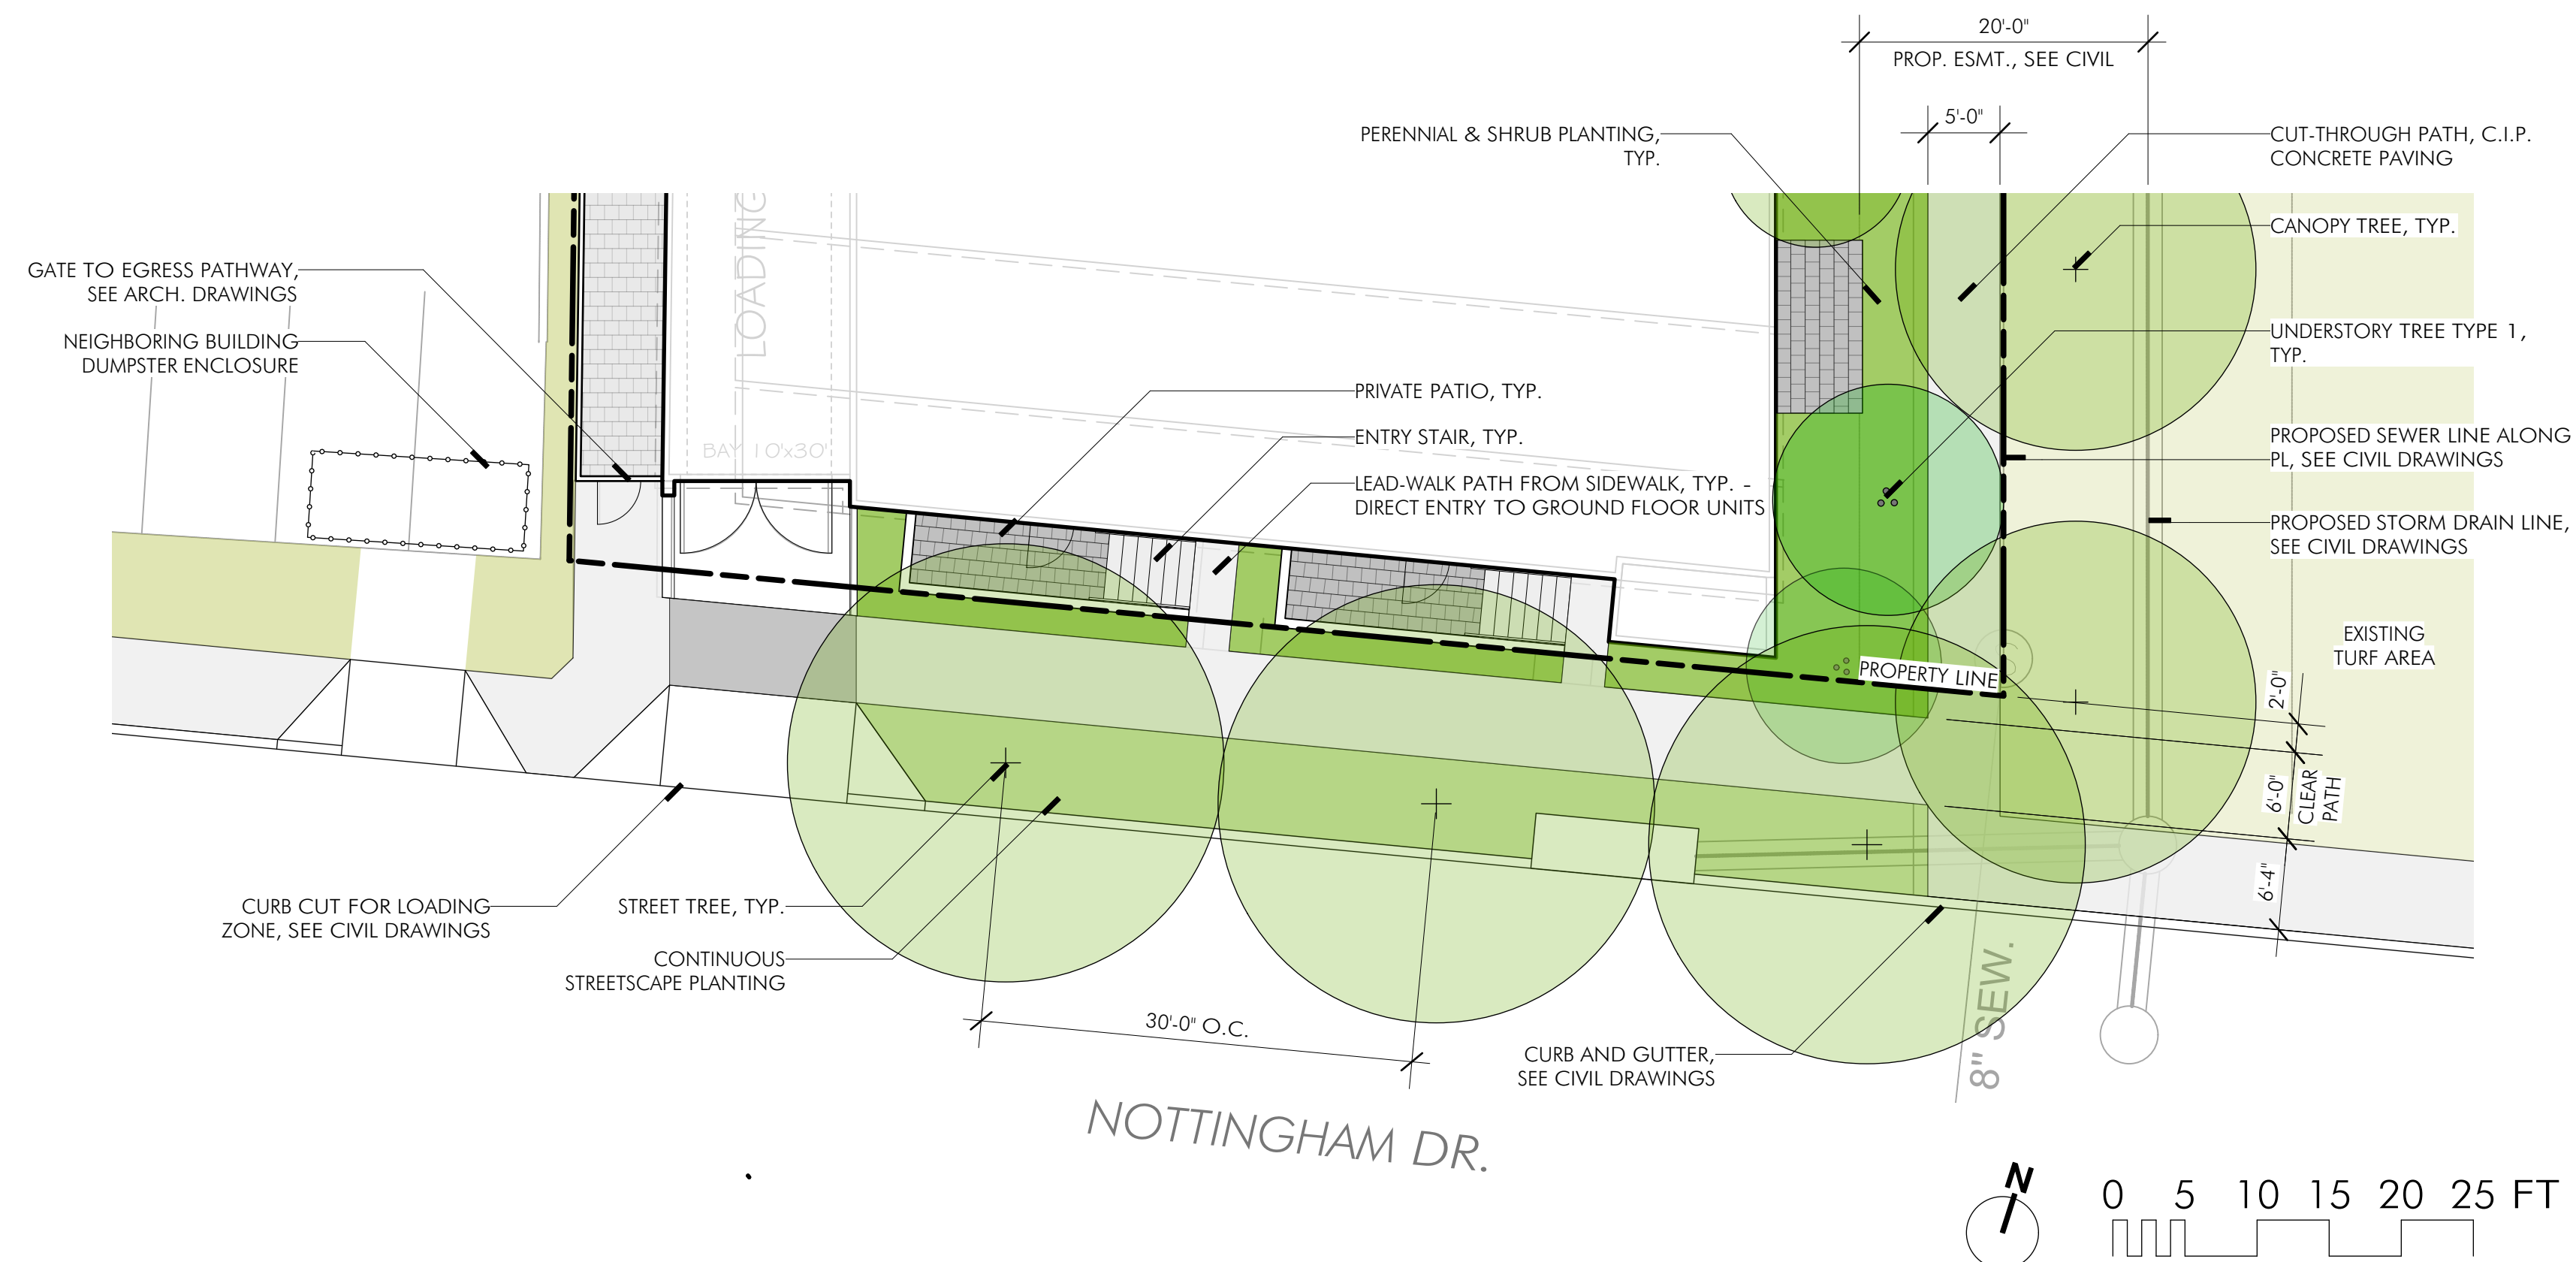 20'-0"
PROP. ESMT., SEE CIVIL
5'-0"
PERENNIAL & SHRUB PLANTING,
TYP.
CUT-THROUGH PATH, C.I.P.
CONCRETE PAVING
CANOPY TREE, TYP.
GATE TO EGRESS PATHWAY,
SEE ARCH. DRAWINGS
NEIGHBORING BUILDING
DUMPSTER ENCLOSURE
LOADING
BAY 10'x30'
PRIVATE PATIO, TYP.
ENTRY STAIR, TYP.
LEAD-WALK PATH FROM SIDEWALK, TYP. -
DIRECT ENTRY TO GROUND FLOOR UNITS
UNDERSTORY TREE TYPE 1,
TYP.
PROPOSED SEWER LINE ALONG
PL, SEE CIVIL DRAWINGS
PROPOSED STORM DRAIN LINE,
SEE CIVIL DRAWINGS
EXISTING
TURF AREA
PROPERTY LINE
S
2'-0"
6'-0"
CLEAR
PATH
6'-4"
CURB CUT FOR LOADING
ZONE, SEE CIVIL DRAWINGS
STREET TREE, TYP.
CONTINUOUS
STREETSCAPE PLANTING
30'-0" O.C.
CURB AND GUTTER,
SEE CIVIL DRAWINGS
8" SEW.
NOTTINGHAM DR.
N
0 5 10 15 20 25 FT